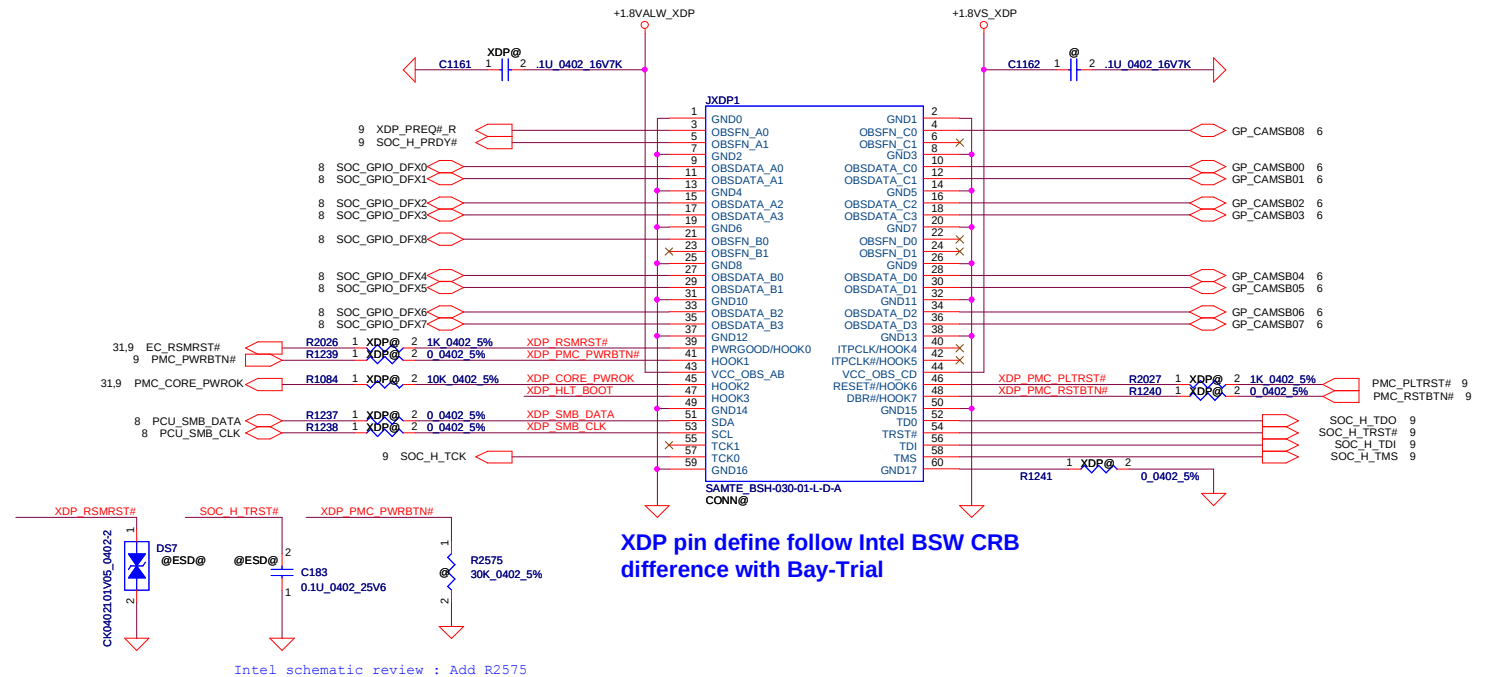 +1.8VALW_XDP +1.8VS_XDP
XDP@ @
C1161 1 2 .1U_0402_16V7K C1162 1 2 .1U_0402_16V7K
JXDP1
1 GND0 GND1 2
9 XDP_PREQ#_R 3 OBSFN_A0 OBSFN_C0 4 GP_CAMSB08 6
9 SOC_H_PRDY# 5 OBSFN_A1 OBSFN_C1 6
7 GND2 GND3 8
8 SOC_GPIO_DFX0 9 OBSDATA_A0 OBSDATA_C0 10 GP_CAMSB00 6
8 SOC_GPIO_DFX1 11 OBSDATA_A1 OBSDATA_C1 12 GP_CAMSB01 6
13 GND4 GND5 14
8 SOC_GPIO_DFX2 15 OBSDATA_A2 OBSDATA_C2 16 GP_CAMSB02 6
8 SOC_GPIO_DFX3 17 OBSDATA_A3 OBSDATA_C3 18 GP_CAMSB03 6
19 GND6 GND7 20
8 SOC_GPIO_DFX8 21 OBSFN_B0 OBSFN_D0 22
23 OBSFN_B1 OBSFN_D1 24
25 GND8 GND9 26
8 SOC_GPIO_DFX4 27 OBSDATA_B0 OBSDATA_D0 28 GP_CAMSB04 6
8 SOC_GPIO_DFX5 29 OBSDATA_B1 OBSDATA_D1 30 GP_CAMSB05 6
31 GND10 GND11 32
8 SOC_GPIO_DFX6 33 OBSDATA_B2 OBSDATA_D2 34 GP_CAMSB06 6
8 SOC_GPIO_DFX7 35 OBSDATA_B3 OBSDATA_D3 36 GP_CAMSB07 6
37 GND12 GND13 38
31,9 EC_RSMRST# R2026 1 XDP@ 2 1K_0402_5% XDP_RSMRST# 39 PWRGOOD/HOOK0 ITPCLK/HOOK4 40
9 PMC_PWRBTN# R1239 1 XDP@ 2 0_0402_5% XDP_PMC_PWRBTN# 41 HOOK1 ITPCLK#/HOOK5 42
43 VCC_OBS_AB VCC_OBS_CD 44
31,9 PMC_CORE_PWROK R1084 1 XDP@ 2 10K_0402_5% XDP_CORE_PWROK 45 HOOK2 RESET#/HOOK6 46 XDP_PMC_PLTRST# R2027 1 XDP@ 2 1K_0402_5% PMC_PLTRST# 9
XDP_HLT_BOOT 47 HOOK3 DBR#/HOOK7 48 XDP_PMC_RSTBTN# R1240 1 XDP@ 2 0_0402_5% PMC_RSTBTN# 9
49 GND14 GND15 50
8 PCU_SMB_DATA R1237 1 XDP@ 2 0_0402_5% XDP_SMB_DATA 51 SDA TD0 52 SOC_H_TDO 9
8 PCU_SMB_CLK R1238 1 XDP@ 2 0_0402_5% XDP_SMB_CLK 53 SCL TRST# 54 SOC_H_TRST# 9
55 TCK1 TDI 56 SOC_H_TDI 9
9 SOC_H_TCK 57 TCK0 TMS 58 SOC_H_TMS 9
59 GND16 GND17 60 R1241 1 XDP@ 2 0_0402_5%
SAMTE_BSH-030-01-L-D-A
CONN@
XDP_RSMRST# SOC_H_TRST# XDP_PMC_PWRBTN#
XDP pin define follow Intel BSW CRB
difference with Bay-Trial
CK0402101V05_0402-2 1 2 DS7 @ESD@
@ESD@ 2 1 C183 0.1U_0402_25V6
@ 1 2 R2575 30K_0402_5%
Intel schematic review : Add R2575